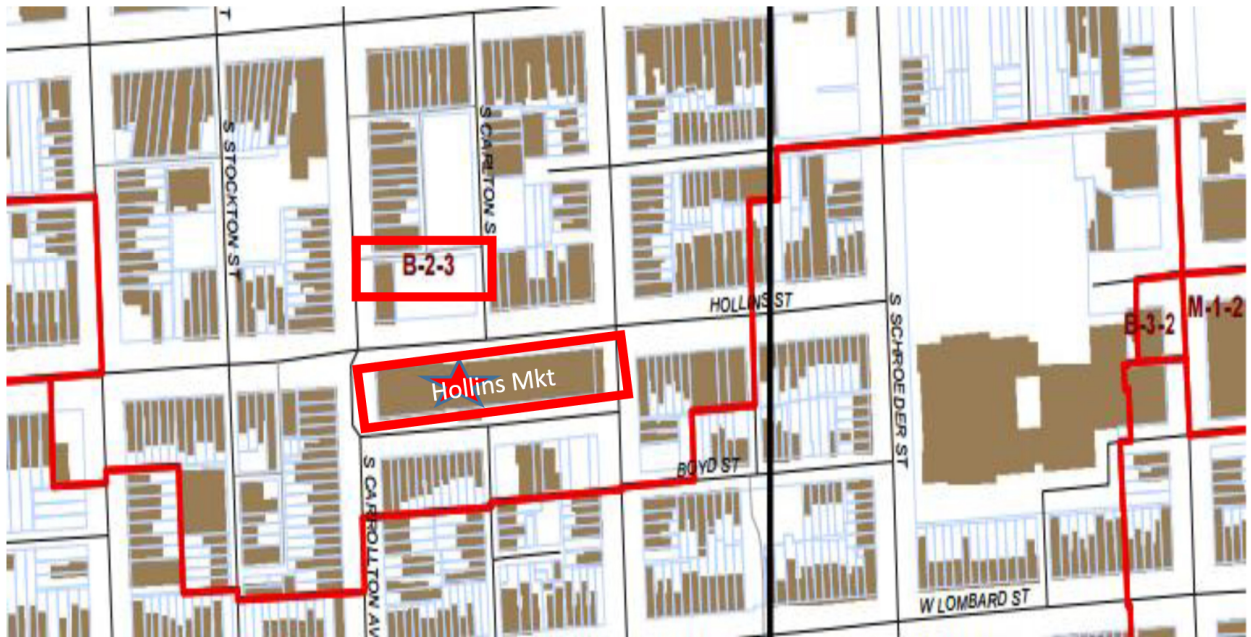 ST
S STOCKTON ST
S CARLTON S
B-2-3
HOLLINS ST
S SCHROEDER ST
B-3-2
M-1-2
Hollins Mkt
BOYD ST
S CARROLLTON AV
W LOMBARD ST